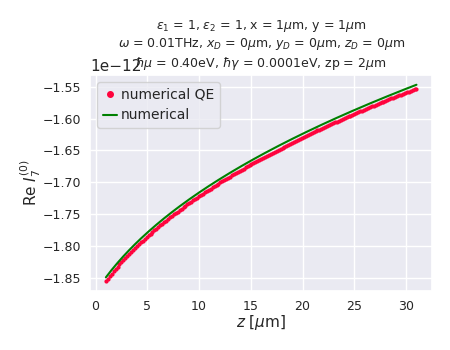 ε₁ = 1, ε₂ = 1, x = 1μm, y = 1μm
ω = 0.01THz, x_D = 0μm, y_D = 0μm, z_D = 0μm
ℏμ = 0.40eV, ℏγ = 0.0001eV, zp = 2μm
1e−12
−1.55
−1.60
−1.65
−1.70
−1.75
−1.80
−1.85
Re I₇⁽⁰⁾
numerical QE
numerical
0 5 10 15 20 25 30
z [μm]